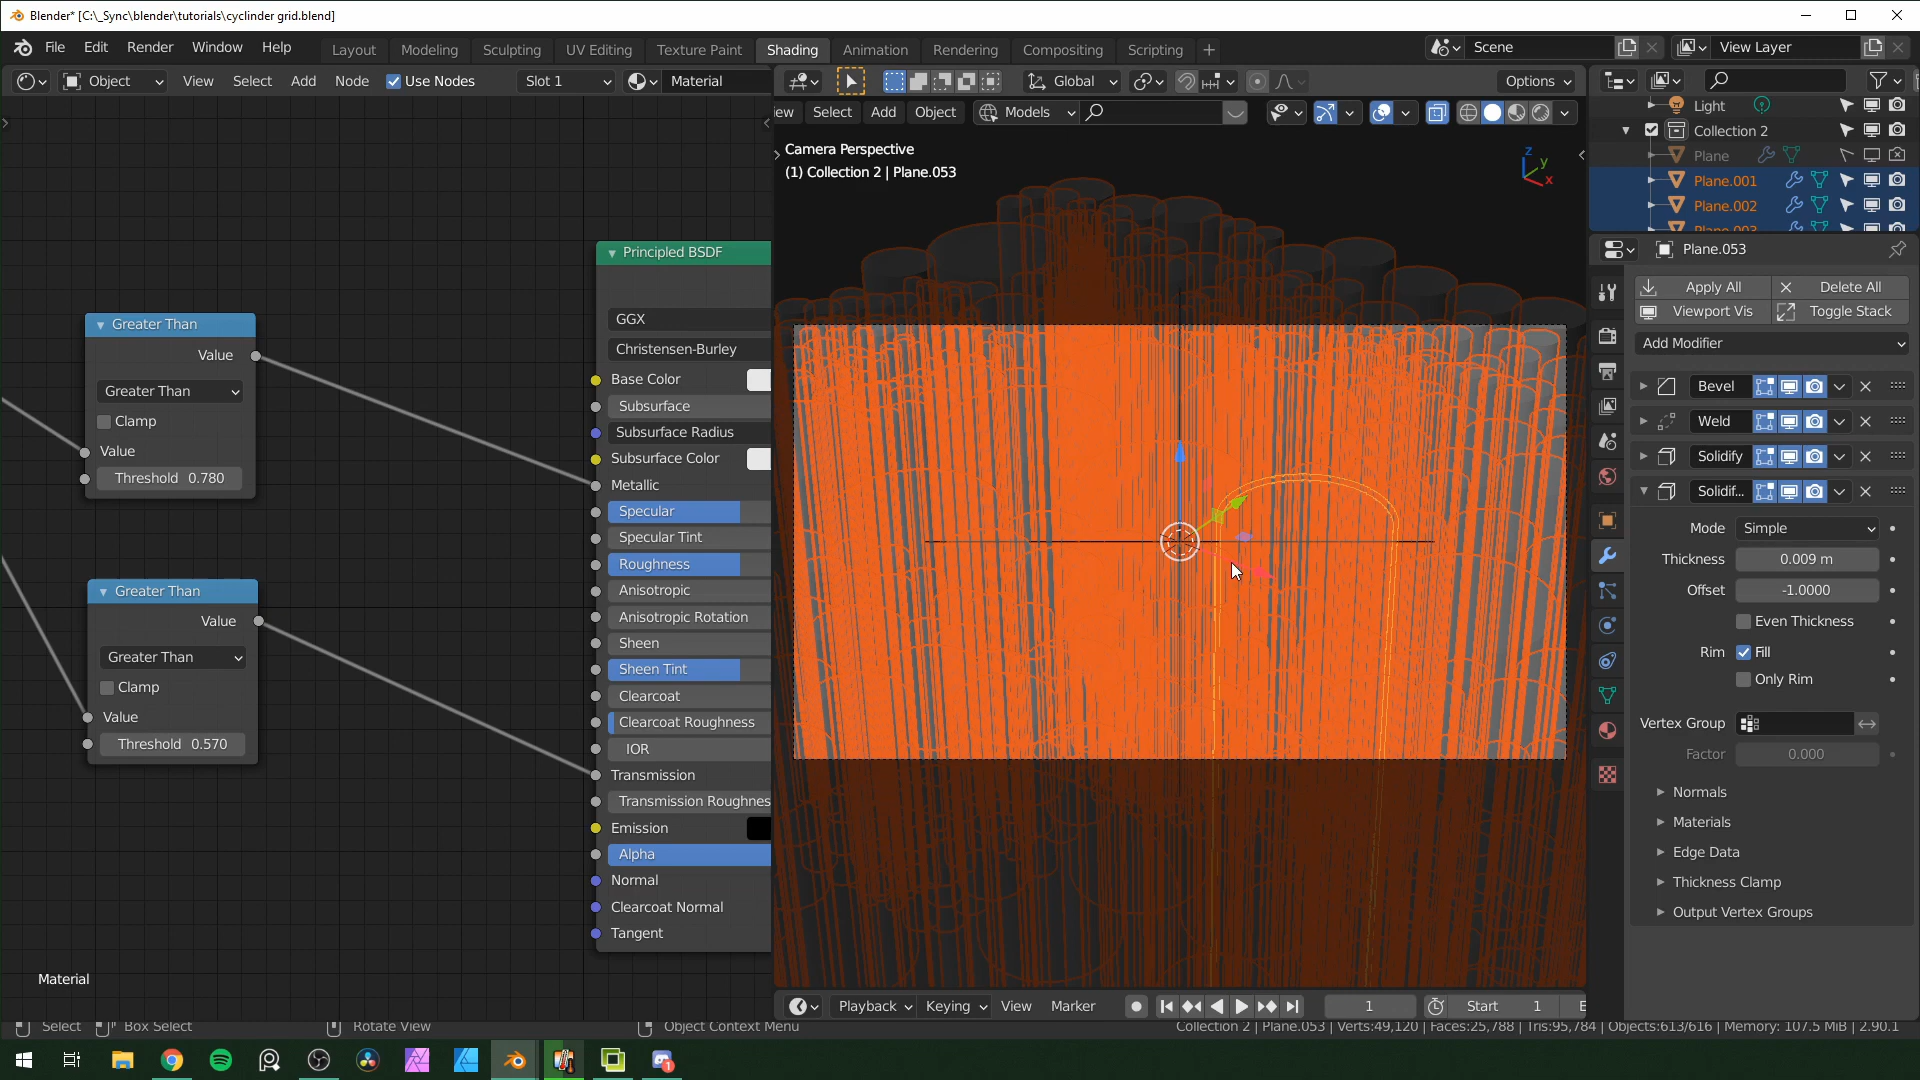 Blender* [C:\_Sync\blender\tutorials\cyclinder grid.blend]
File Edit Render Window Help
Layout Modeling Sculpting UV Editing Texture Paint Shading Animation Rendering Compositing Scripting +
Scene
View Layer
Object View Select Add Node Use Nodes Slot 1 Material
Global
Options
iew Select Add Object Models
Light
Collection 2
Plane
Plane.001
Plane.002
Camera Perspective
(1) Collection 2 | Plane.053
Z
Y
X
Plane.053
Apply All Delete All
Viewport Vis Toggle Stack
Add Modifier
Bevel
Weld
Solidify
Solidif...
Mode Simple
Thickness 0.009 m
Offset -1.0000
Even Thickness
Rim Fill
Only Rim
Vertex Group
Factor 0.000
Normals
Materials
Edge Data
Thickness Clamp
Output Vertex Groups
Greater Than
Value
Greater Than
Clamp
Value
Threshold 0.780
Greater Than
Value
Greater Than
Clamp
Value
Threshold 0.570
Principled BSDF
GGX
Christensen-Burley
Base Color
Subsurface
Subsurface Radius
Subsurface Color
Metallic
Specular
Specular Tint
Roughness
Anisotropic
Anisotropic Rotation
Sheen
Sheen Tint
Clearcoat
Clearcoat Roughness
IOR
Transmission
Transmission Roughnes
Emission
Alpha
Normal
Clearcoat Normal
Tangent
Material
Playback Keying View Marker 1 Start 1 E
Select Box Select Rotate View Object Context Menu
Collection 2 | Plane.053 | Verts:49,120 | Faces:25,788 | Tris:95,784 | Objects:613/616 | Memory: 107.5 MiB | 2.90.1